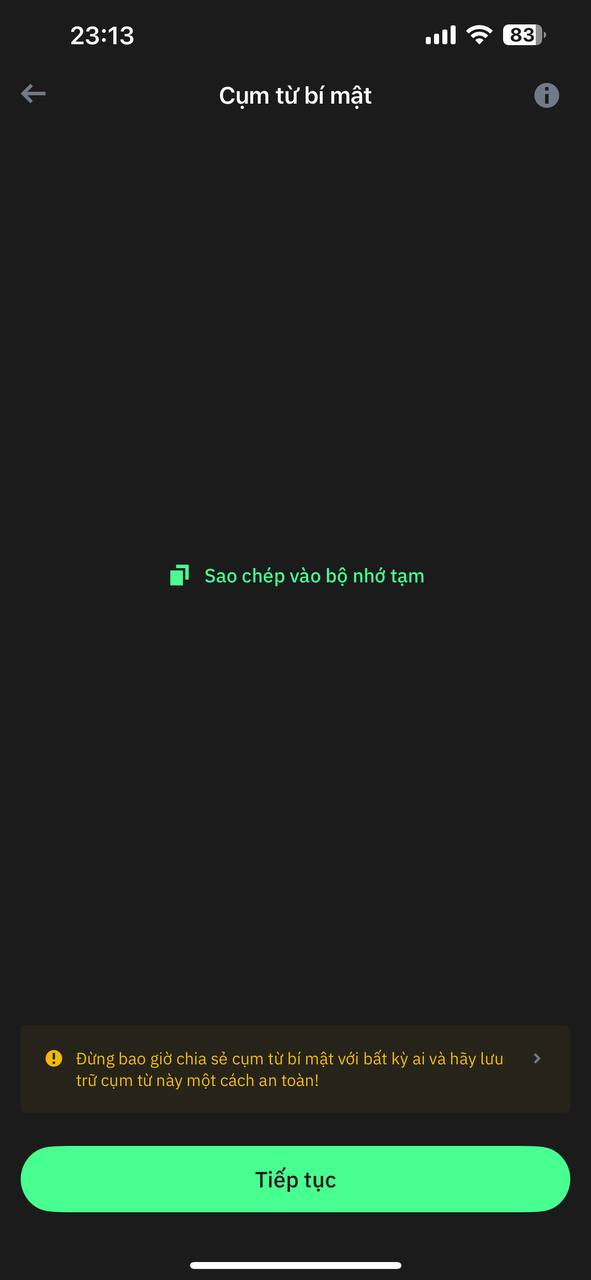 23:13
83
Cụm từ bí mật
Sao chép vào bộ nhớ tạm
Đừng bao giờ chia sẻ cụm từ bí mật với bất kỳ ai và hãy lưu
trữ cụm từ này một cách an toàn!
Tiếp tục